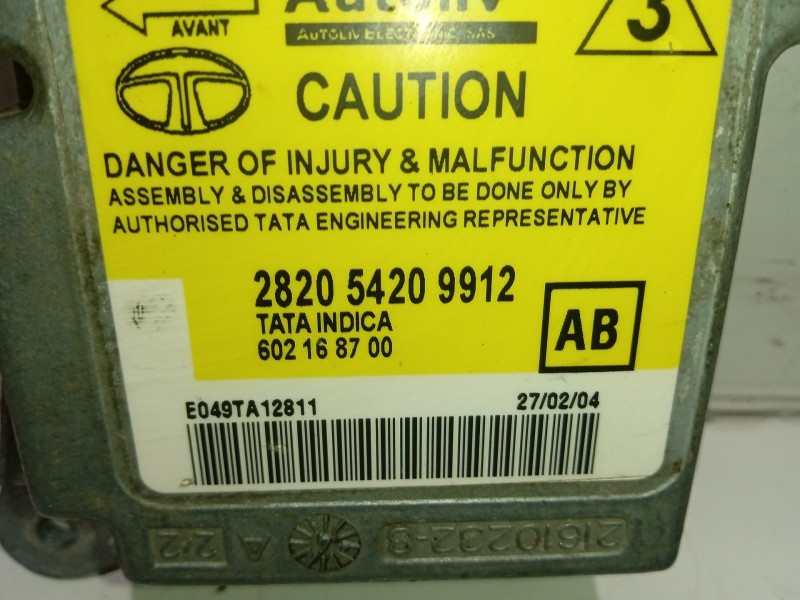 Autoliv
AVANT
AUTOLIV ELECTRONIC SAS
3
CAUTION
DANGER OF INJURY & MALFUNCTION
ASSEMBLY & DISASSEMBLY TO BE DONE ONLY BY
AUTHORISED TATA ENGINEERING REPRESENTATIVE
2820 5420 9912
TATA INDICA
602 16 87 00
AB
E049TA12811
27/02/04
2/2 A
21610232-8